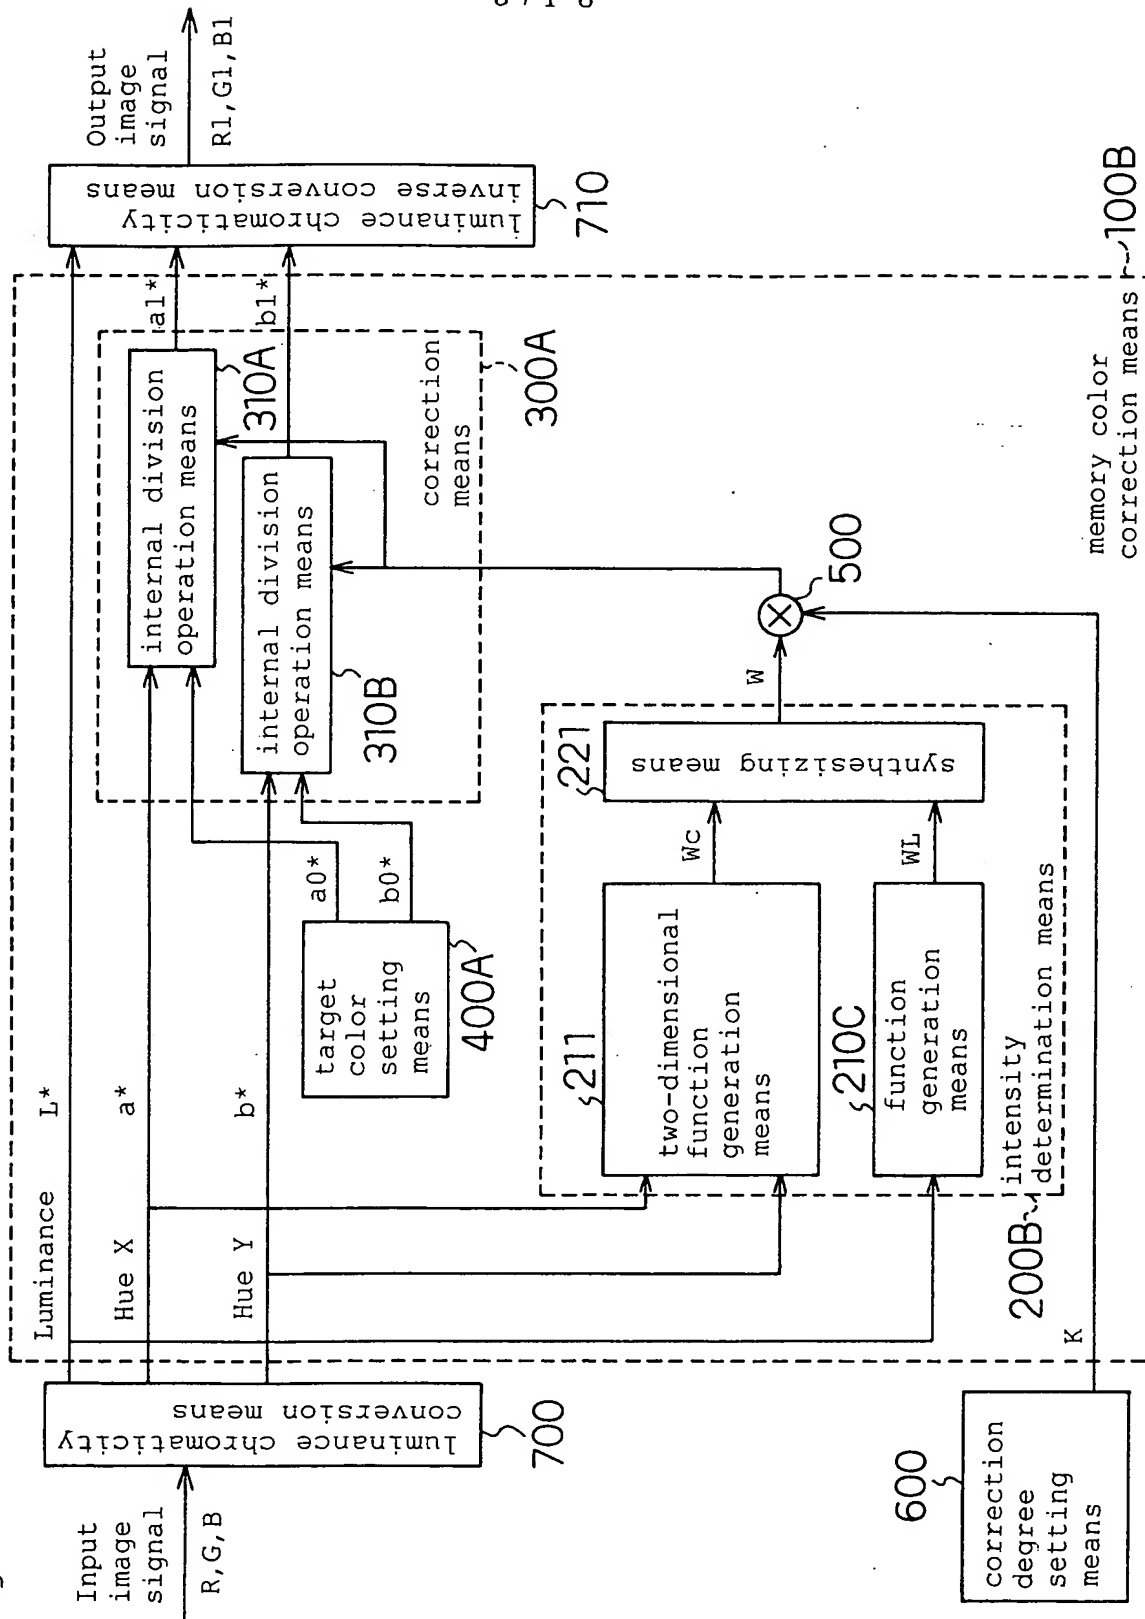 Input
image
signal
R,G,B
luminance chromaticity
conversion means
700
Luminance L*
Hue X a*
Hue Y b*
target
color
setting
means
400A
a0*
b0*
internal division
operation means
310A
internal division
operation means
310B
correction
means
300A
a1*
b1*
luminance chromaticity
inverse conversion means
710
Output
image
signal
R1,G1,B1
211
two-dimensional
function
generation
means
210C
function
generation
means
Wc
WL
221
synthesizing means
intensity
determination means
200B
W
500
K
600
correction
degree
setting
means
memory color
correction means
100B